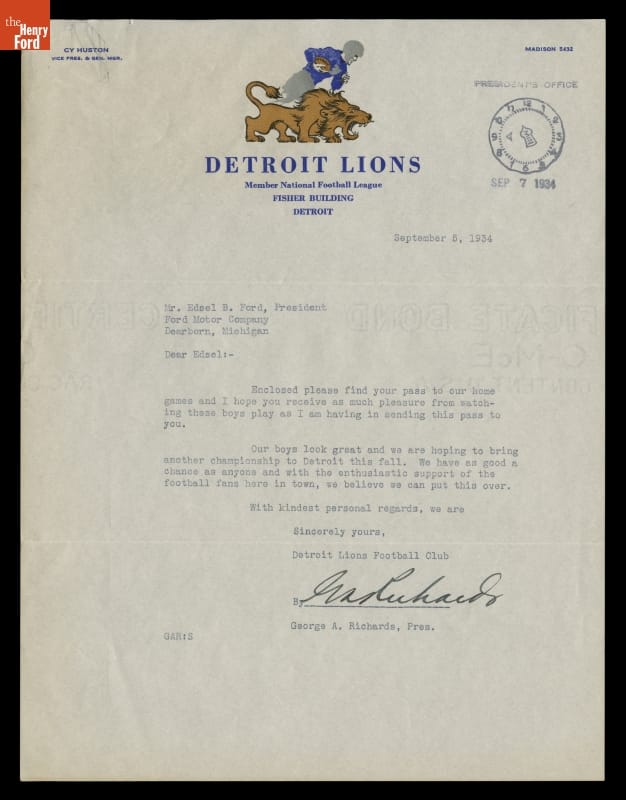 the
Henry
Ford
CY HUSTON
VICE PRES. & GEN. MGR.
MADISON 5432
PRESIDENT'S OFFICE
SEP 7 1934
DETROIT LIONS
Member National Football League
FISHER BUILDING
DETROIT
September 5, 1934
Mr. Edsel B. Ford, President
Ford Motor Company
Dearborn, Michigan
Dear Edsel:-
Enclosed please find your pass to our home
games and I hope you receive as much pleasure from watch-
ing these boys play as I am having in sending this pass to
you.
Our boys look great and we are hoping to bring
another championship to Detroit this fall. We have as good a
chance as anyone and with the enthusiastic support of the
football fans here in town, we believe we can put this over.
With kindest personal regards, we are
Sincerely yours,
Detroit Lions Football Club
By GARichards
George A. Richards, Pres.
GAR:S